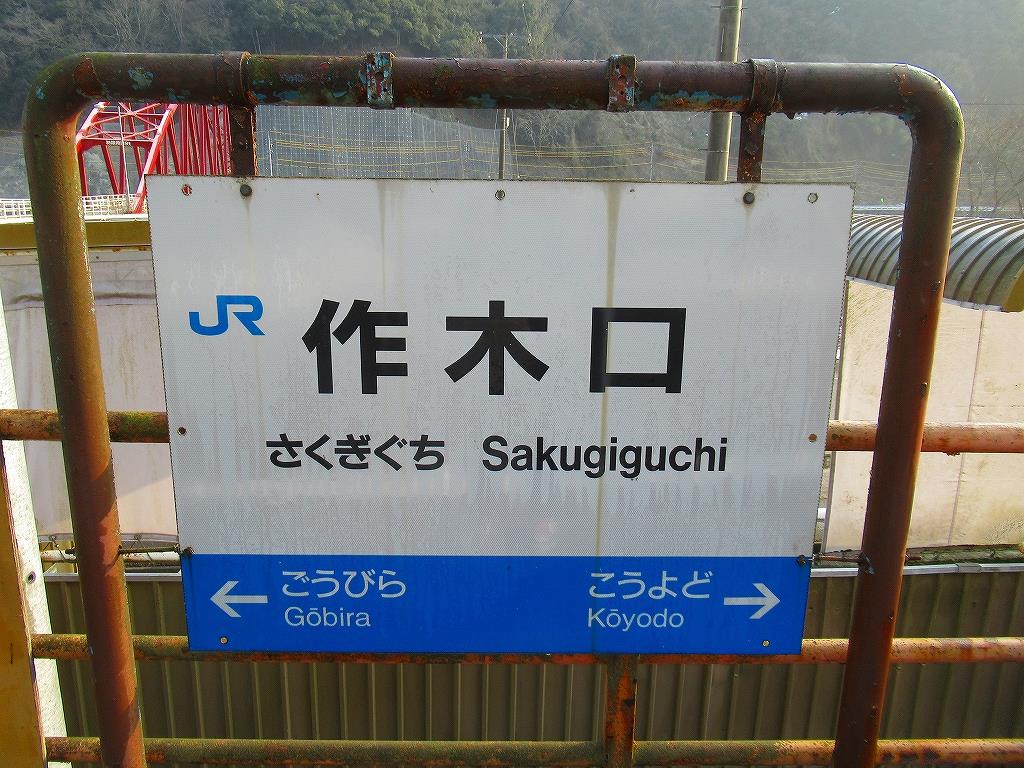 JR 作木口
さくぎぐち Sakugiguchi
← ごうびら こうよど →
Gōbira Kōyodo